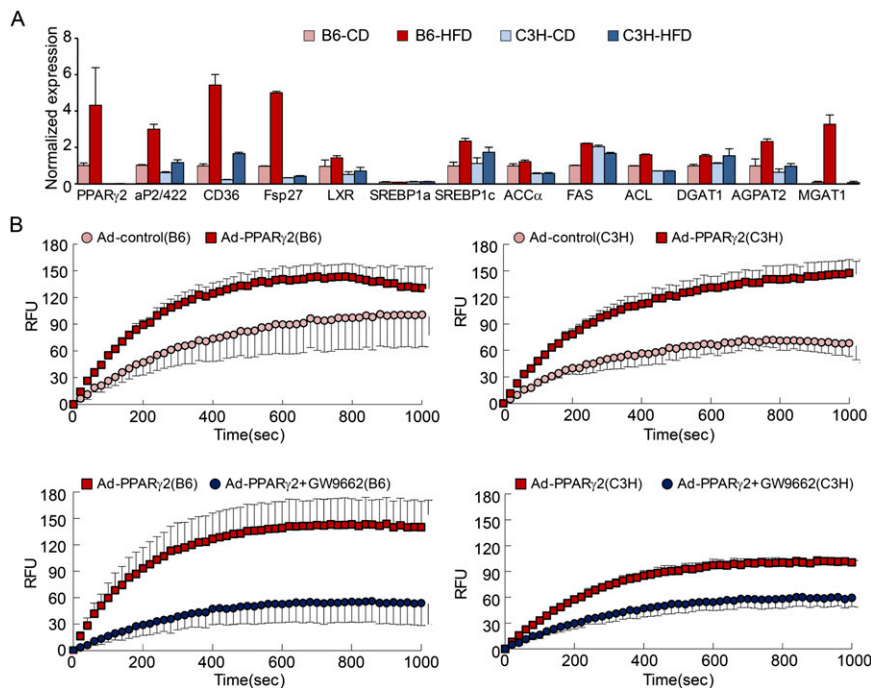 A
B6-CD B6-HFD C3H-CD C3H-HFD
Normalized expression
8
6
4
2
0
PPARγ2 aP2/422 CD36 Fsp27 LXR SREBP1a SREBP1c ACCα FAS ACL DGAT1 AGPAT2 MGAT1
B
Ad-control(B6) Ad-PPARγ2(B6)
RFU
180
150
120
90
60
30
0
0 200 400 600 800 1000
Time(sec)
Ad-control(C3H) Ad-PPARγ2(C3H)
RFU
180
150
120
90
60
30
0
0 200 400 600 800 1000
Time(sec)
Ad-PPARγ2(B6) Ad-PPARγ2+GW9662(B6)
RFU
180
150
120
90
60
30
0
0 200 400 600 800 1000
Time(sec)
Ad-PPARγ2(C3H) Ad-PPARγ2+GW9662(C3H)
RFU
180
150
120
90
60
30
0
0 200 400 600 800 1000
Time(sec)